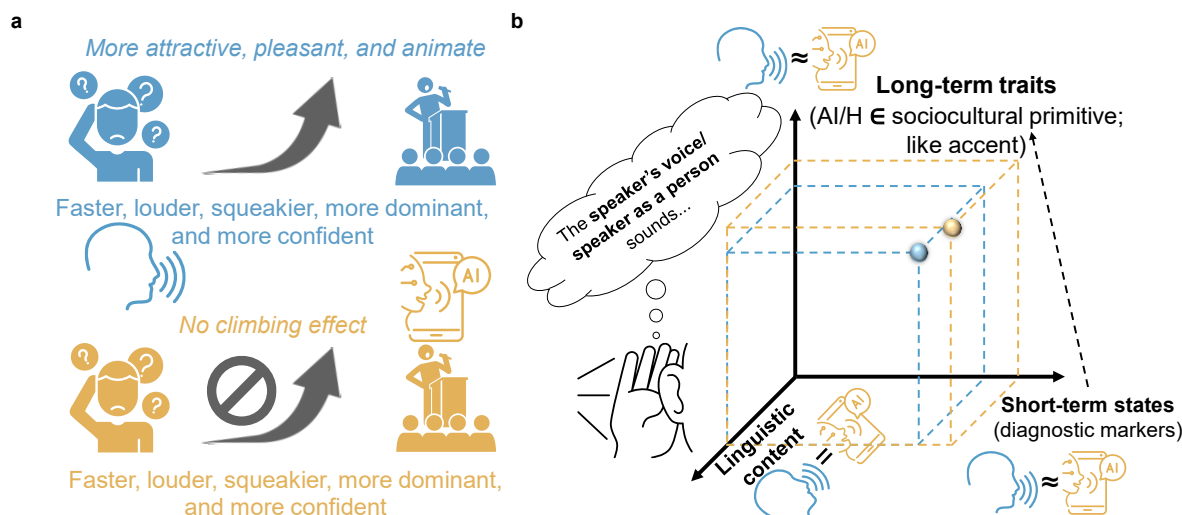 a
More attractive, pleasant, and animate
? ? ?
Faster, louder, squeakier, more dominant,
and more confident
AI
No climbing effect
? ? ?
Faster, louder, squeakier, more dominant,
and more confident
b
≈ AI
Long-term traits
(AI/H ∈ sociocultural primitive;
like accent)
The speaker's voice/
speaker as a person
sounds...
Short-term states
(diagnostic markers)
Linguistic
content
= AI
≈ AI